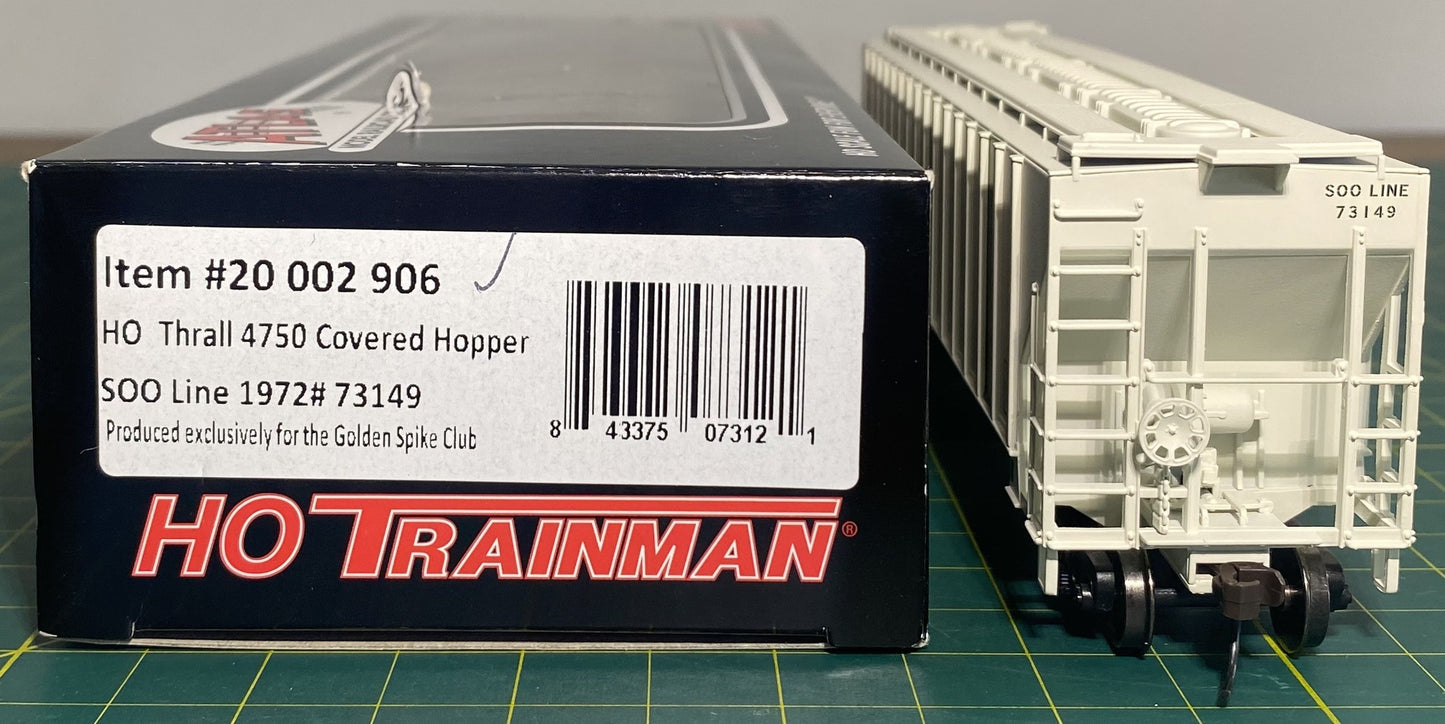 ATLAS
Item #20 002 906
HO Thrall 4750 Covered Hopper
SOO Line 1972# 73149
Produced exclusively for the Golden Spike Club
8 43375 07312 1
HO TRAINMAN®
SOO LINE
73149